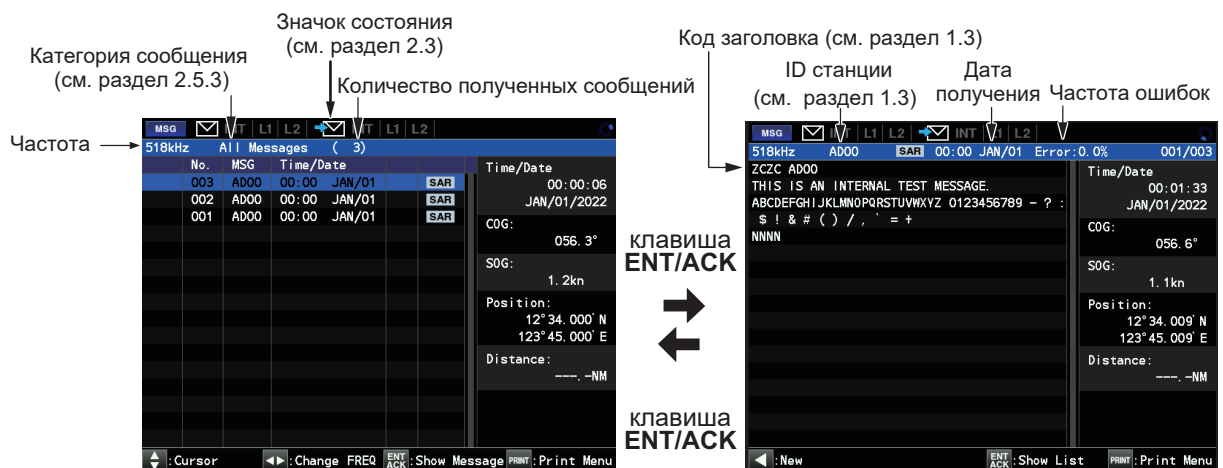 Значок состояния
(см. раздел 2.3)
Категория сообщения
(см. раздел 2.5.3)
Количество полученных сообщений
Частота
MSG INT L1 L2 INT L1 L2
518kHz All Messages ( 3)
No. MSG Time/Date
003 AD00 00:00 JAN/01 SAR
002 AD00 00:00 JAN/01 SAR
001 AD00 00:00 JAN/01 SAR
Time/Date
00:00:06
JAN/01/2022
COG:
056.3°
SOG:
1.2kn
Position:
12°34.000'N
123°45.000'E
Distance:
---.-NM
:Cursor :Change FREQ ENT ACK :Show Message PRINT :Print Menu
клавиша
ENT/ACK
клавиша
ENT/ACK
Код заголовка (см. раздел 1.3)
ID станции
(см. раздел 1.3)
Дата
получения
Частота ошибок
MSG INT L1 L2 INT L1 L2
518kHz AD00 SAR 00:00 JAN/01 Error:0.0% 001/003
ZCZC AD00
THIS IS AN INTERNAL TEST MESSAGE.
ABCDEFGHIJKLMNOPQRSTUVWXYZ 0123456789 - ? :
$ ! & # ( ) / , ` = +
NNNN
Time/Date
00:01:33
JAN/01/2022
COG:
056.6°
SOG:
1.1kn
Position:
12°34.009'N
123°45.009'E
Distance:
---.-NM
:New ENT ACK :Show List PRINT :Print Menu